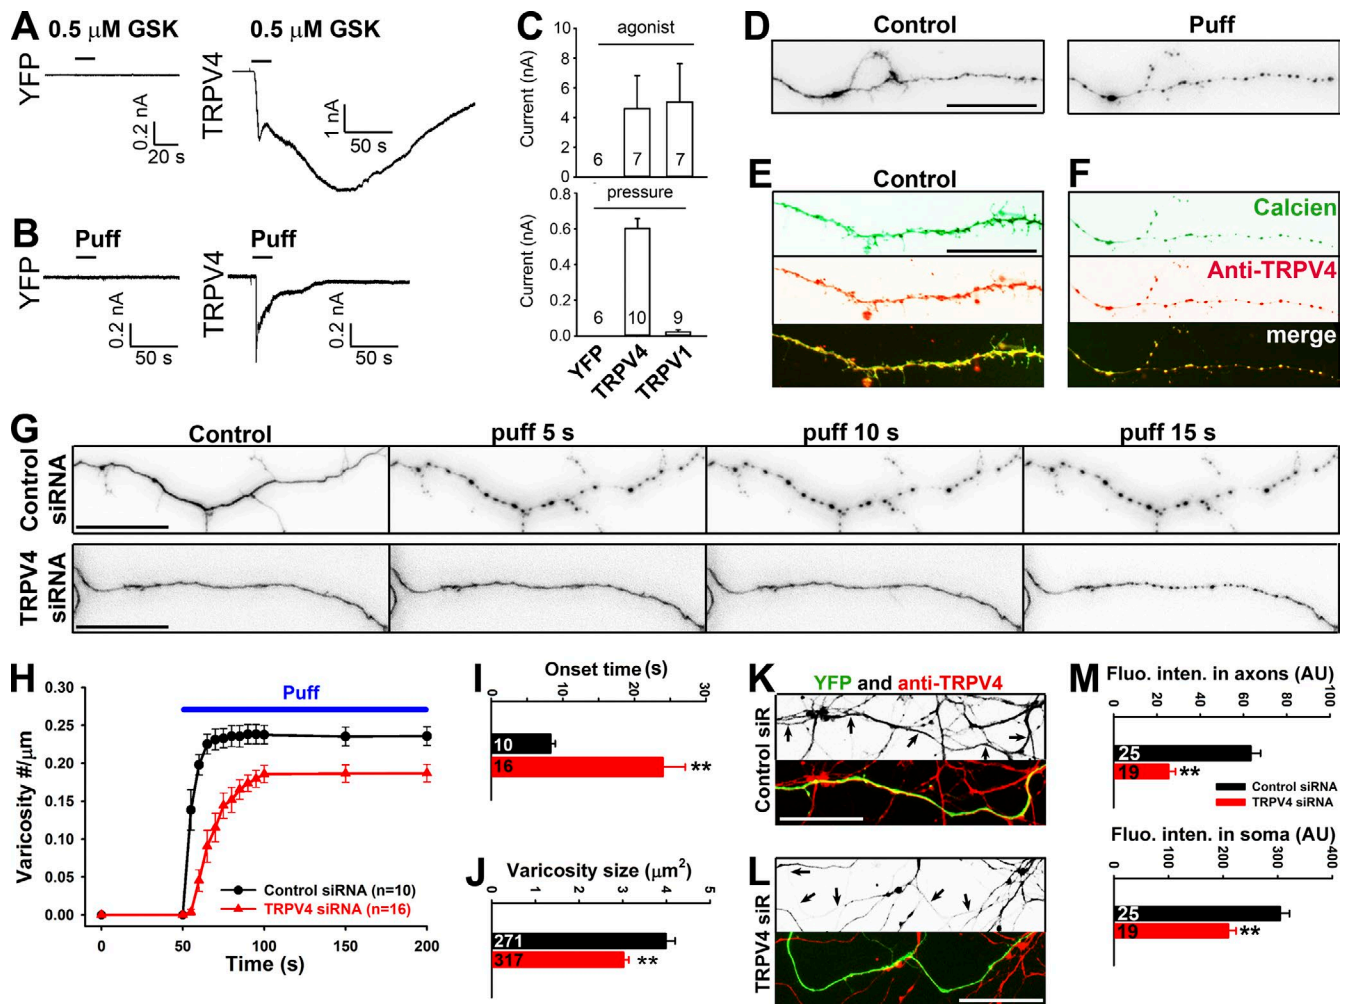 A
0.5 μM GSK
0.5 μM GSK
YFP
0.2 nA
20 s
TRPV4
1 nA
50 s
B
Puff
Puff
YFP
0.2 nA
50 s
TRPV4
0.2 nA
50 s
C
agonist
Current (nA)
10
8
6
4
2
0
6
7
7
pressure
Current (nA)
0.8
0.6
0.4
0.2
0.0
6
10
9
YFP
TRPV4
TRPV1
D
Control
Puff
E
Control
F
Calcien
Anti-TRPV4
merge
G
Control
puff 5 s
puff 10 s
puff 15 s
Control
siRNA
TRPV4
siRNA
H
Puff
Varicosity #/μm
0.30
0.25
0.20
0.15
0.10
0.05
0.00
Control siRNA (n=10)
TRPV4 siRNA (n=16)
0
50
100
150
200
Time (s)
I
Onset time (s)
0
10
20
30
10
16
**
J
Varicosity size (μm²)
0
1
2
3
4
5
271
317
**
K
YFP and anti-TRPV4
Control siR
L
TRPV4 siR
M
Fluo. inten. in axons (AU)
0
20
40
60
80
100
25
19
**
Control siRNA
TRPV4 siRNA
Fluo. inten. in soma (AU)
0
100
200
300
400
25
19
**